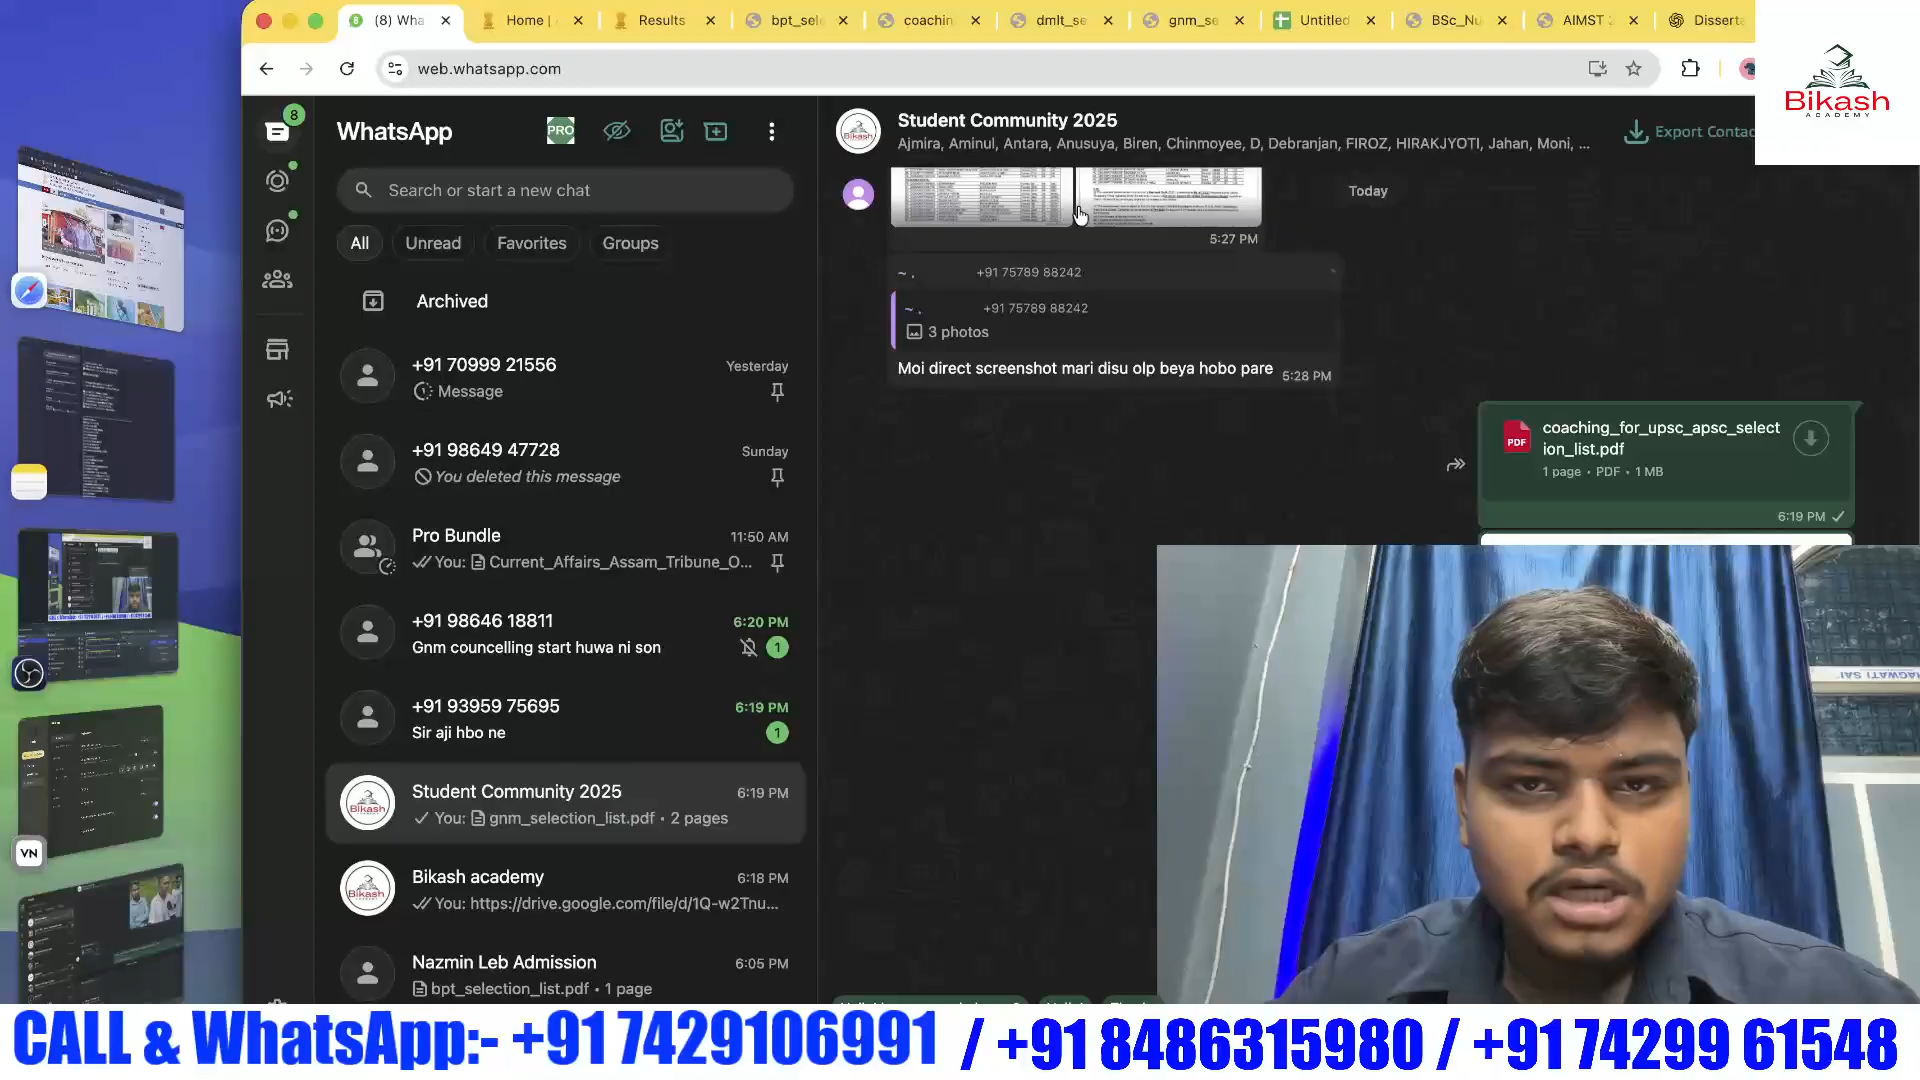 (8) Wha
Home |
Results
bpt_sele
coachin
dmlt_se
gnm_se
Untitled
BSc_Nu
AIMST 2
Disserta
web.whatsapp.com
Bikash
ACADEMY
8
WhatsApp
PRO
Search or start a new chat
All
Unread
Favorites
Groups
Archived
+91 70999 21556
Yesterday
Message
+91 98649 47728
Sunday
You deleted this message
Pro Bundle
11:50 AM
You: Current_Affairs_Assam_Tribune_O...
+91 98646 18811
6:20 PM
Gnm councelling start huwa ni son
1
+91 93959 75695
6:19 PM
Sir aji hbo ne
1
Student Community 2025
6:19 PM
You: gnm_selection_list.pdf • 2 pages
Bikash academy
6:18 PM
You: https://drive.google.com/file/d/1Q-w2Tnu...
Nazmin Leb Admission
6:05 PM
bpt_selection_list.pdf • 1 page
Student Community 2025
Ajmira, Aminul, Antara, Anusuya, Biren, Chinmoyee, D, Debranjan, FIROZ, HIRAKJYOTI, Jahan, Moni, ...
Export Contac
Today
5:27 PM
~ . +91 75789 88242
~ . +91 75789 88242
3 photos
Moi direct screenshot mari disu olp beya hobo pare
5:28 PM
PDF
coaching_for_upsc_apsc_select
ion_list.pdf
1 page • PDF • 1 MB
6:19 PM
VN
CALL & WhatsApp:- +91 7429106991 / +91 8486315980 / +91 74299 61548